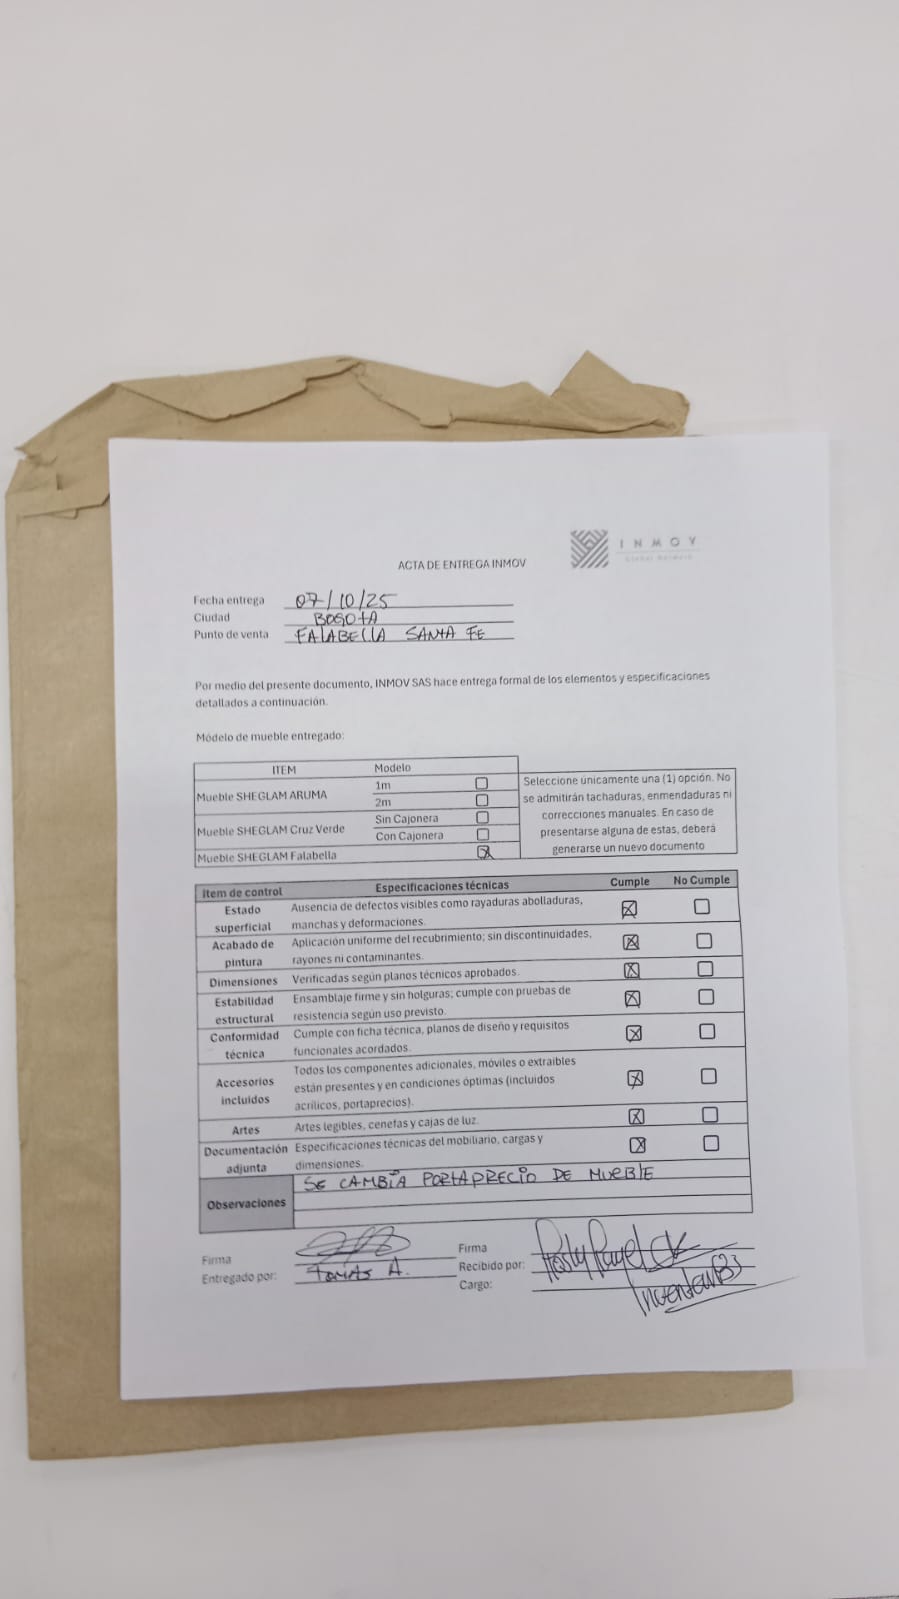 INMOV
Global Network
ACTA DE ENTREGA INMOV
Fecha entrega 07/10/25
Ciudad BOGOTA
Punto de venta FALABELLA SANTA FE
Por medio del presente documento, INMOV SAS hace entrega formal de los elementos y especificaciones
detallados a continuación.
Modelo de mueble entregado:
ITEM Modelo
Mueble SHEGLAM ARUMA 1m
2m
Mueble SHEGLAM Cruz Verde Sin Cajonera
Con Cajonera
Mueble SHEGLAM Falabella X
Seleccione únicamente una (1) opción. No
se admitirán tachaduras, enmendaduras ni
correcciones manuales. En caso de
presentarse alguna de estas, deberá
generarse un nuevo documento
Item de control Especificaciones técnicas Cumple No Cumple
Estado superficial Ausencia de defectos visibles como rayaduras abolladuras, X
manchas y deformaciones.
Acabado de pintura Aplicación uniforme del recubrimiento; sin discontinuidades, X
rayones ni contaminantes.
Dimensiones Verificadas según planos técnicos aprobados. X
Estabilidad estructural Ensamblaje firme y sin holguras; cumple con pruebas de X
resistencia según uso previsto.
Conformidad técnica Cumple con ficha técnica, planos de diseño y requisitos X
funcionales acordados.
Accesorios incluidos Todos los componentes adicionales, móviles o extraibles X
están presentes y en condiciones óptimas (incluidos
acrílicos, portaprecios).
Artes Artes legibles, cenefas y cajas de luz. X
Documentación adjunta Especificaciones técnicas del mobiliario, cargas y X
dimensiones.
Observaciones SE CAMBIA PORTAPRECIO DE MUEBLE
Firma
Entregado por: TOMAS A.
Firma
Recibido por:
Cargo: